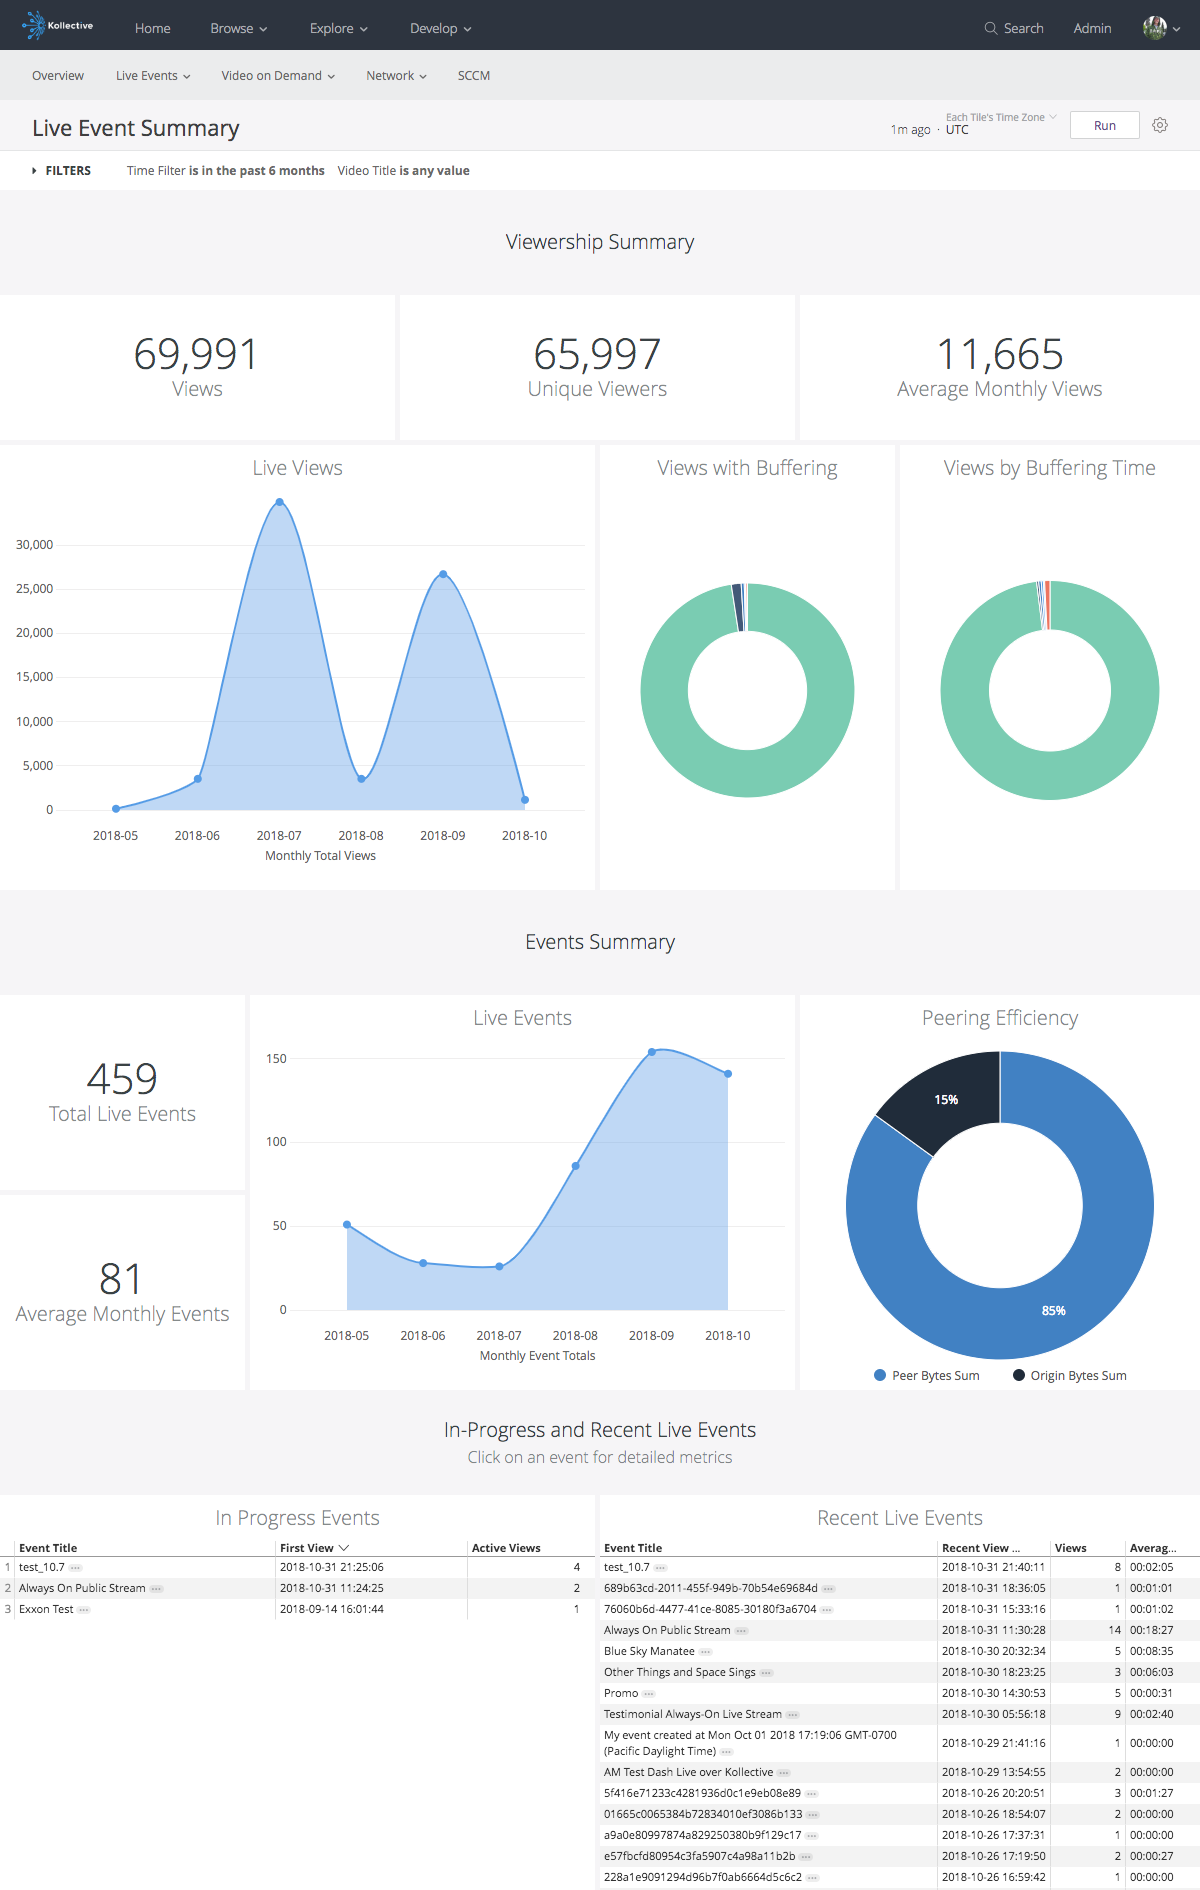 Kollective
Home
Browse
Explore
Develop
Search
Admin
Overview
Live Events
Video on Demand
Network
SCCM
Live Event Summary
Each Tile's Time Zone
1m ago · UTC
Run
FILTERS
Time Filter is in the past 6 months
Video Title is any value
Viewership Summary
69,991
Views
65,997
Unique Viewers
11,665
Average Monthly Views
Live Views
30,000
25,000
20,000
15,000
10,000
5,000
0
2018-05 2018-06 2018-07 2018-08 2018-09 2018-10
Monthly Total Views
Views with Buffering
Views by Buffering Time
Events Summary
459
Total Live Events
81
Average Monthly Events
Live Events
150
100
50
0
2018-05 2018-06 2018-07 2018-08 2018-09 2018-10
Monthly Event Totals
Peering Efficiency
15%
85%
Peer Bytes Sum
Origin Bytes Sum
In-Progress and Recent Live Events
Click on an event for detailed metrics
In Progress Events
Event Title First View Active Views
1 test_10.7 2018-10-31 21:25:06 4
2 Always On Public Stream 2018-10-31 11:24:25 2
3 Exxon Test 2018-09-14 16:01:44 1
Recent Live Events
Event Title Recent View ... Views Averag...
test_10.7 2018-10-31 21:40:11 8 00:02:05
689b63cd-2011-455f-949b-70b54e69684d 2018-10-31 18:36:05 1 00:01:01
76060b6d-4477-41ce-8085-30180f3a6704 2018-10-31 15:33:16 1 00:01:02
Always On Public Stream 2018-10-31 11:30:28 14 00:18:27
Blue Sky Manatee 2018-10-30 20:32:34 5 00:08:35
Other Things and Space Sings 2018-10-30 18:23:25 3 00:06:03
Promo 2018-10-30 14:30:53 5 00:00:31
Testimonial Always-On Live Stream 2018-10-30 05:56:18 9 00:02:40
My event created at Mon Oct 01 2018 17:19:06 GMT-0700
(Pacific Daylight Time) 2018-10-29 21:41:16 1 00:00:00
AM Test Dash Live over Kollective 2018-10-29 13:54:55 2 00:00:00
5f416e71233c4281936d0c1e9eb08e89 2018-10-26 20:20:51 3 00:01:27
01665c0065384b72834010ef3086b133 2018-10-26 18:54:07 2 00:00:00
a9a0e80997874a829250380b9f129c17 2018-10-26 17:37:31 1 00:00:00
e57fbcfd80954c3fa5907c4a98a11b2b 2018-10-26 17:19:50 2 00:00:27
228a1e9091294d96b7f0ab6664d5c6c2 2018-10-26 16:59:42 1 00:00:00